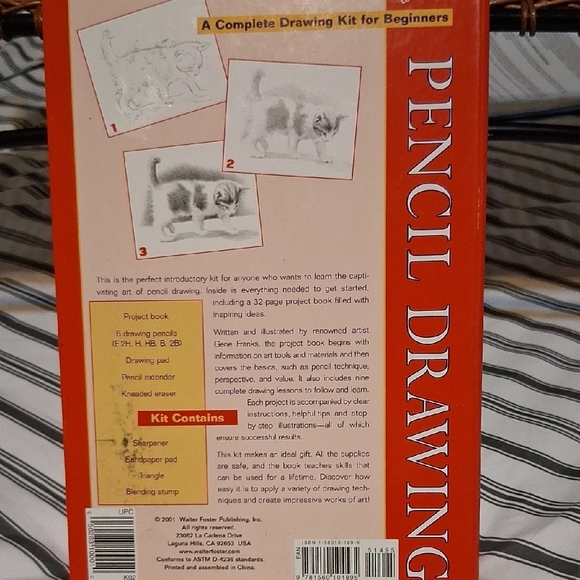 A Complete Drawing Kit for Beginners
PENCIL DRAWING
1
2
3
This is the perfect introductory kit for anyone who wants to learn the capti-
vating art of pencil drawing. Inside is everything needed to get started,
including a 32-page project book filled with
inspiring ideas.
Project book
6 drawing pencils
Drawing pad
Pencil extender
Kneaded eraser
Kit Contains
Sharpener
Sandpaper pad
Triangle
Blending stump
Written and illustrated by renowned artist
Gene Franks, the project book begins with
information on art tools and materials and then
covers the basics, such as pencil technique,
perspective, and value. It also includes nine
complete drawing lessons to follow and learn.
Each project is accompanied by clear
instructions, helpful tips, and step-
by-step illustrations—all of which
ensure successful results.
This kit makes an ideal gift. All the supplies
are safe, and the book teaches skills that
can be used for a lifetime. Discover how
easy it is to apply a variety of drawing tech-
niques and create impressive works of art!
UPC
K02
© 2001 Walter Foster Publishing, Inc.
All rights reserved.
23062 La Cadena Drive
Laguna Hills, CA 92653 USA
www.walterfoster.com
Conforms to ASTM D-4236 standards.
Printed and assembled in China.
EAN
51495
9 781560 101895